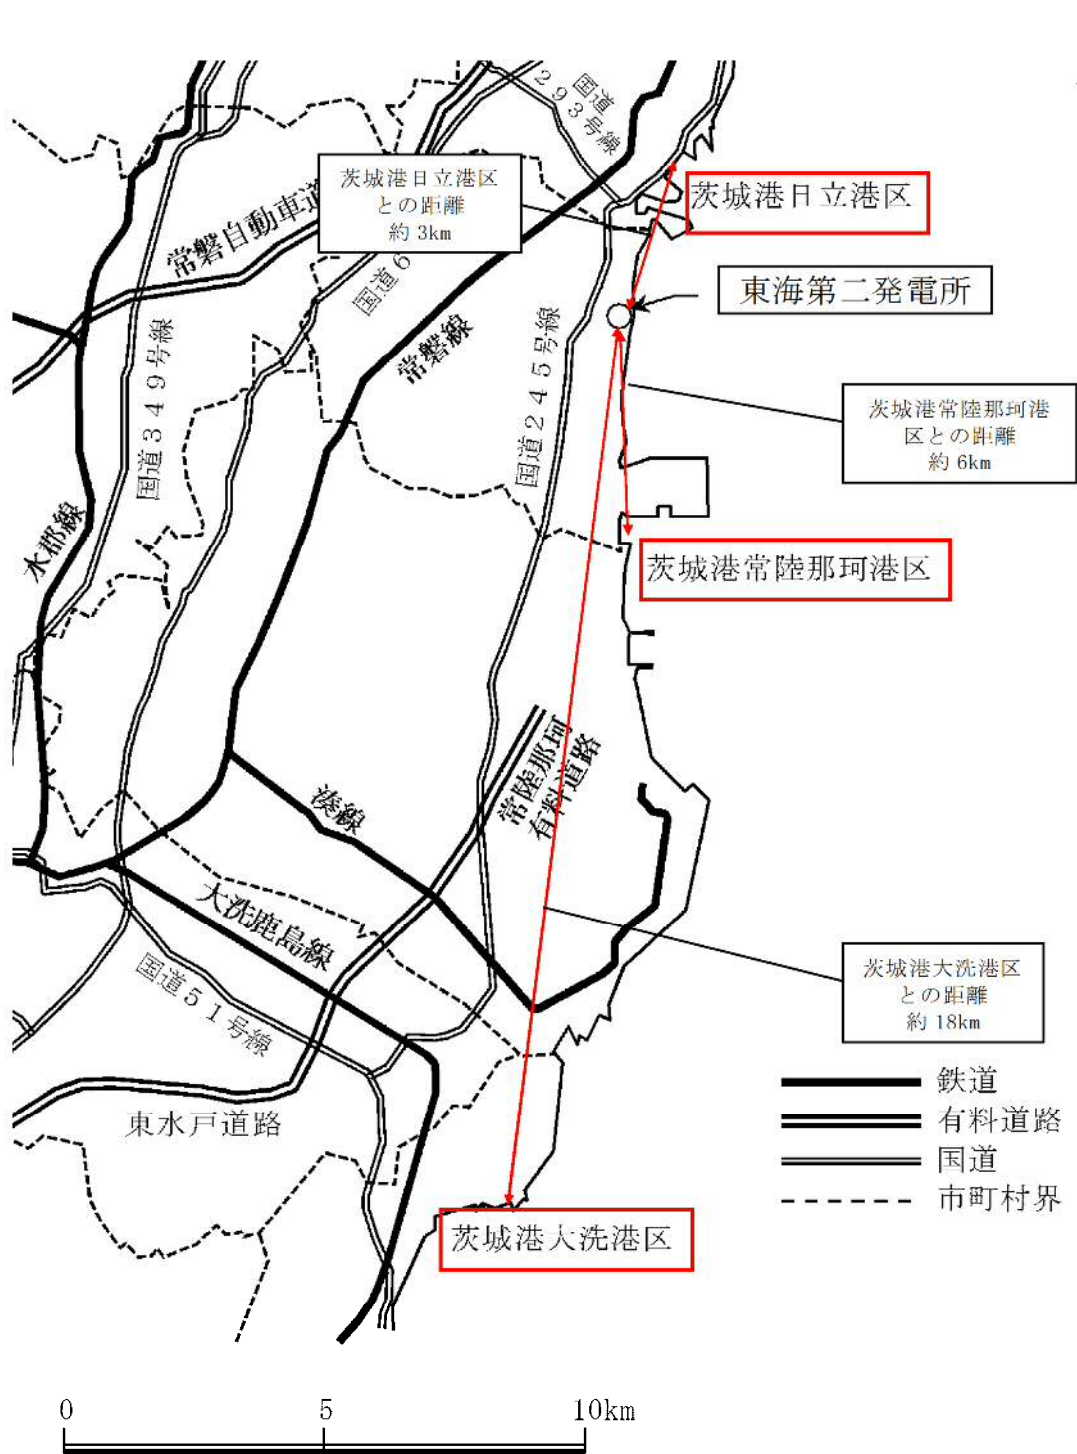 国道
293号線
茨城港日立港区
との距離
約 3km
茨城港日立港区
常磐自動車道
国道6
東海第二発電所
常磐線
国道245号線
国道349号線
茨城港常陸那珂港
区との距離
約 6km
水郡線
茨城港常陸那珂港区
常陸那珂
有料道路
湊線
大洗鹿島線
国道51号線
茨城港大洗港区
との距離
約 18km
鉄道
有料道路
国道
市町村界
東水戸道路
茨城港大洗港区
0 5 10km